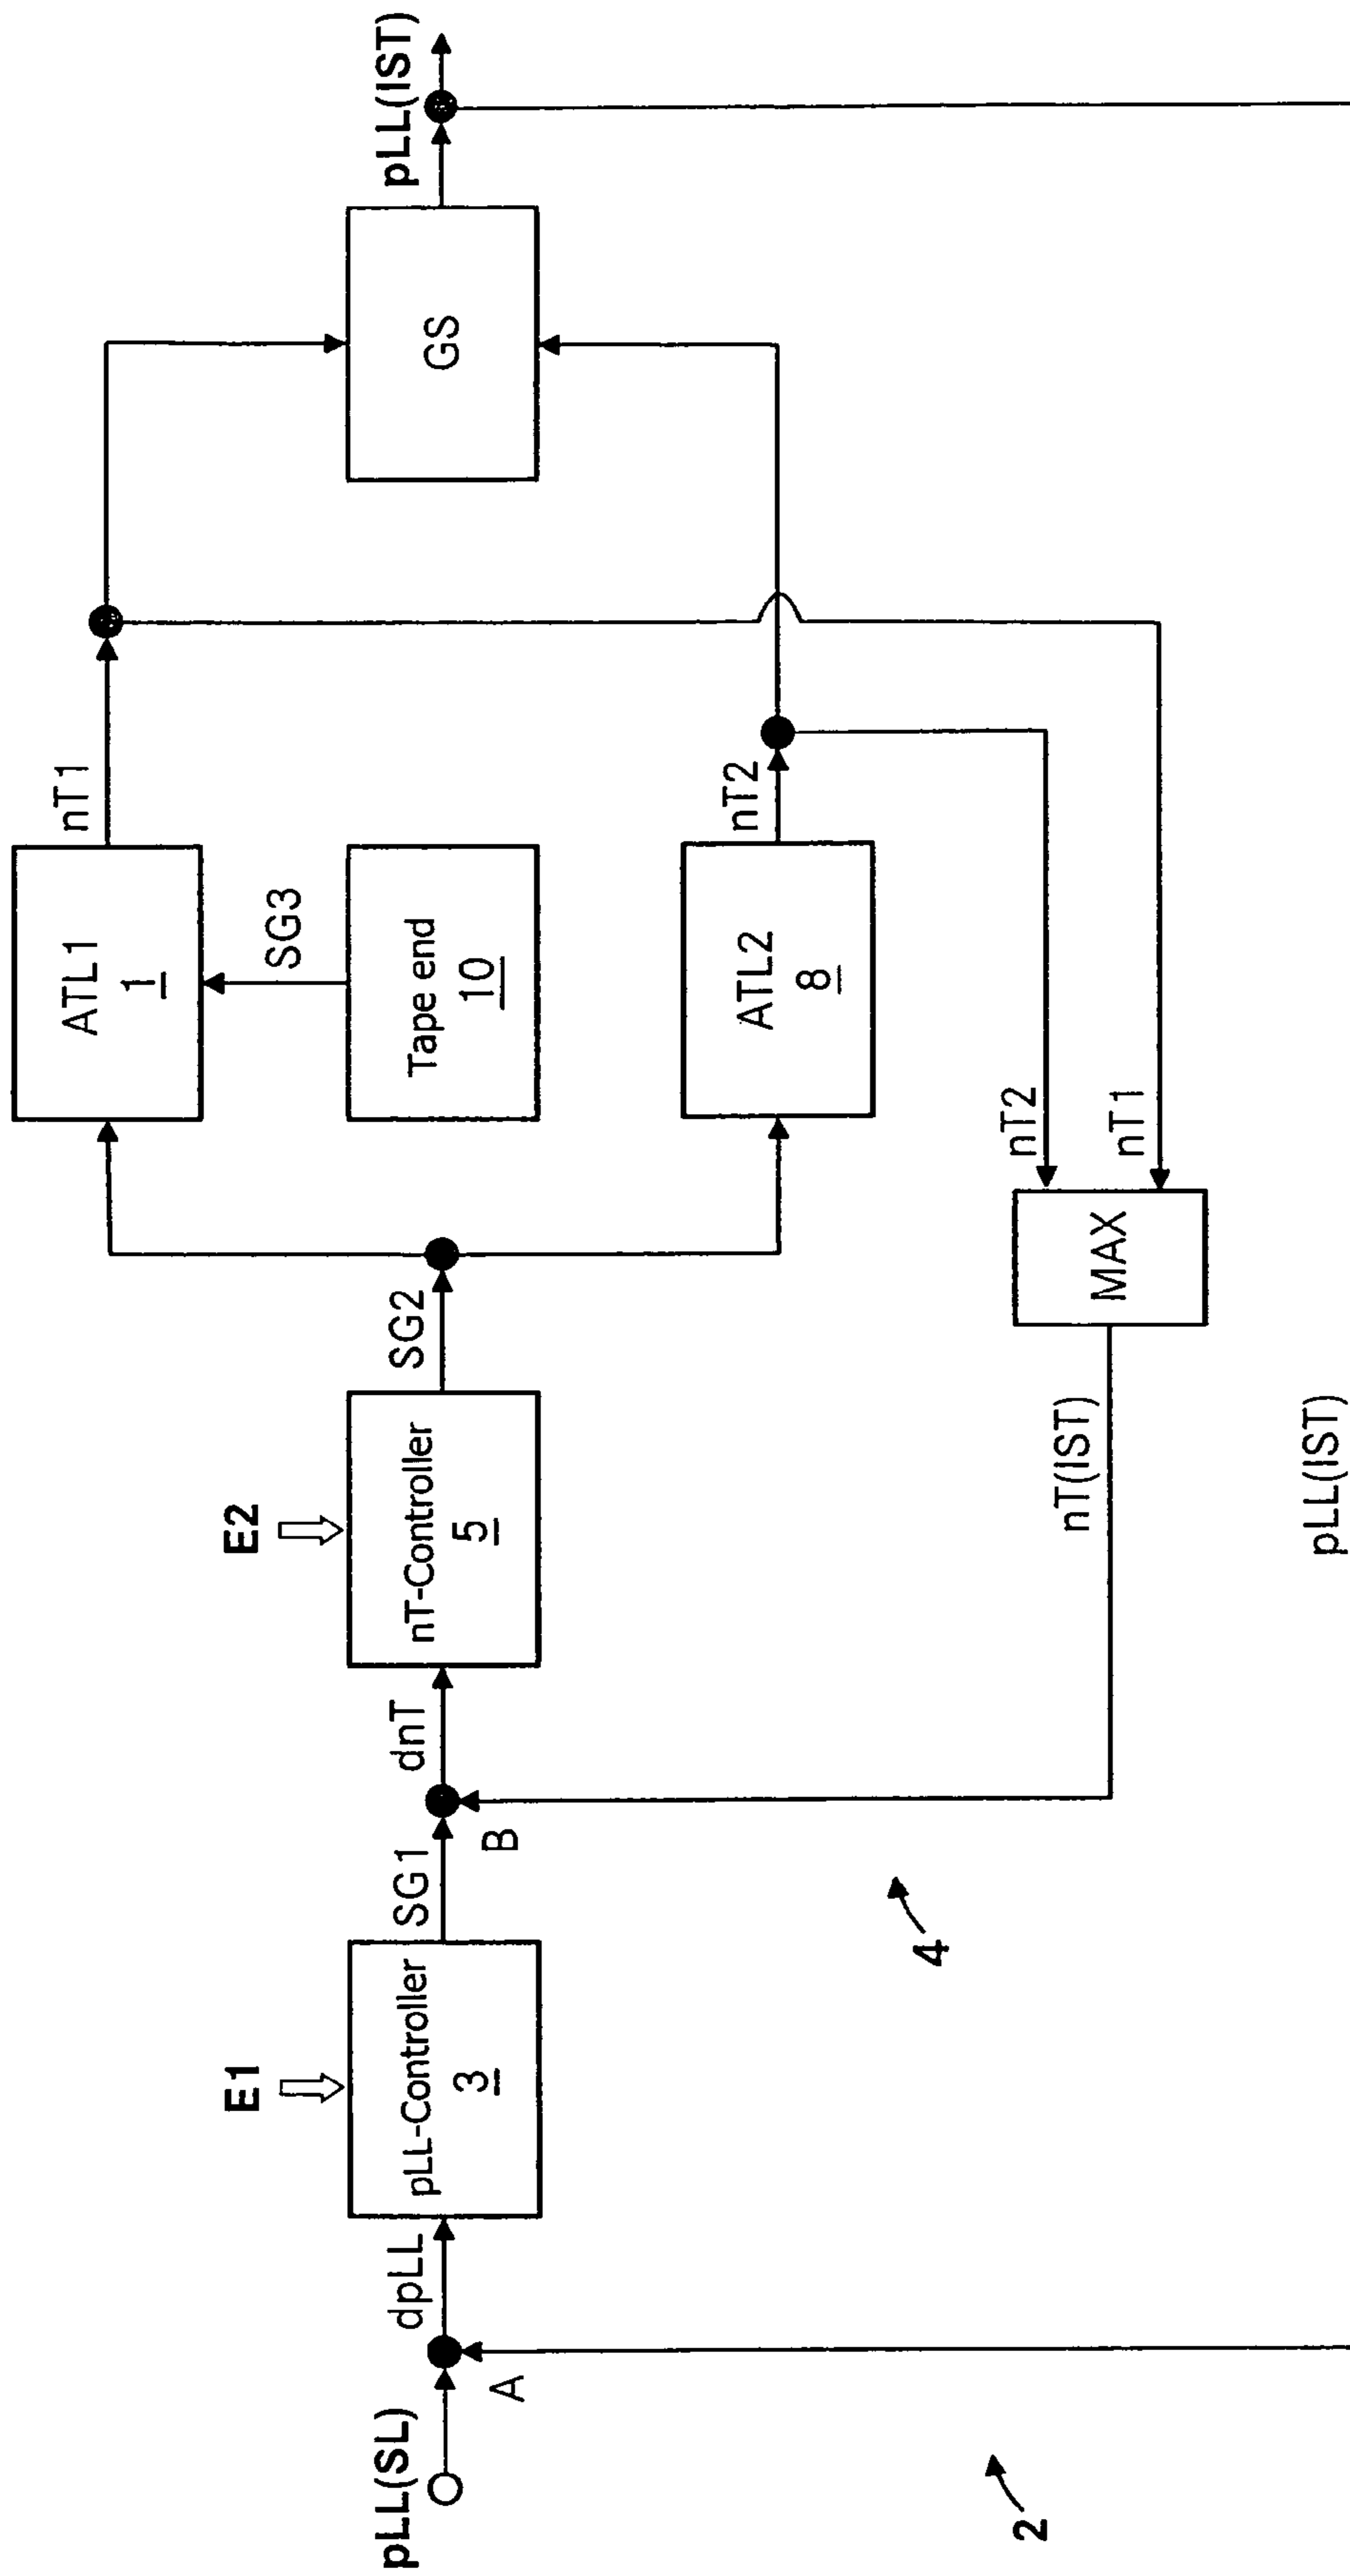 pLL(SL)
A
dpLL
E1
pLL-Controller
3
SG1
B
dnT
E2
nT-Controller
5
SG2
ATL1
1
SG3
Tape end
10
ATL2
8
nT1
nT2
GS
pLL(IST)
nT2
nT1
MAX
nT(IST)
pLL(IST)
4
2